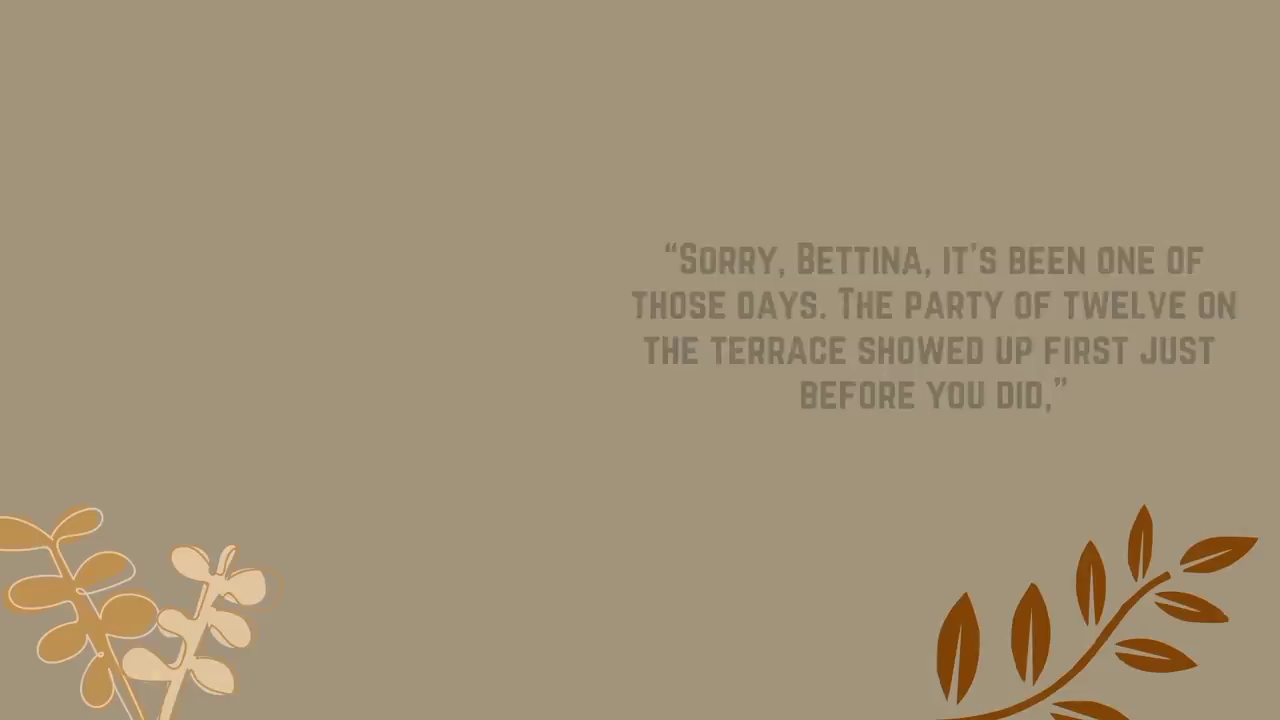 “Sorry, Bettina, it’s been one of
those days. The party of twelve on
the terrace showed up first just
before you did,”